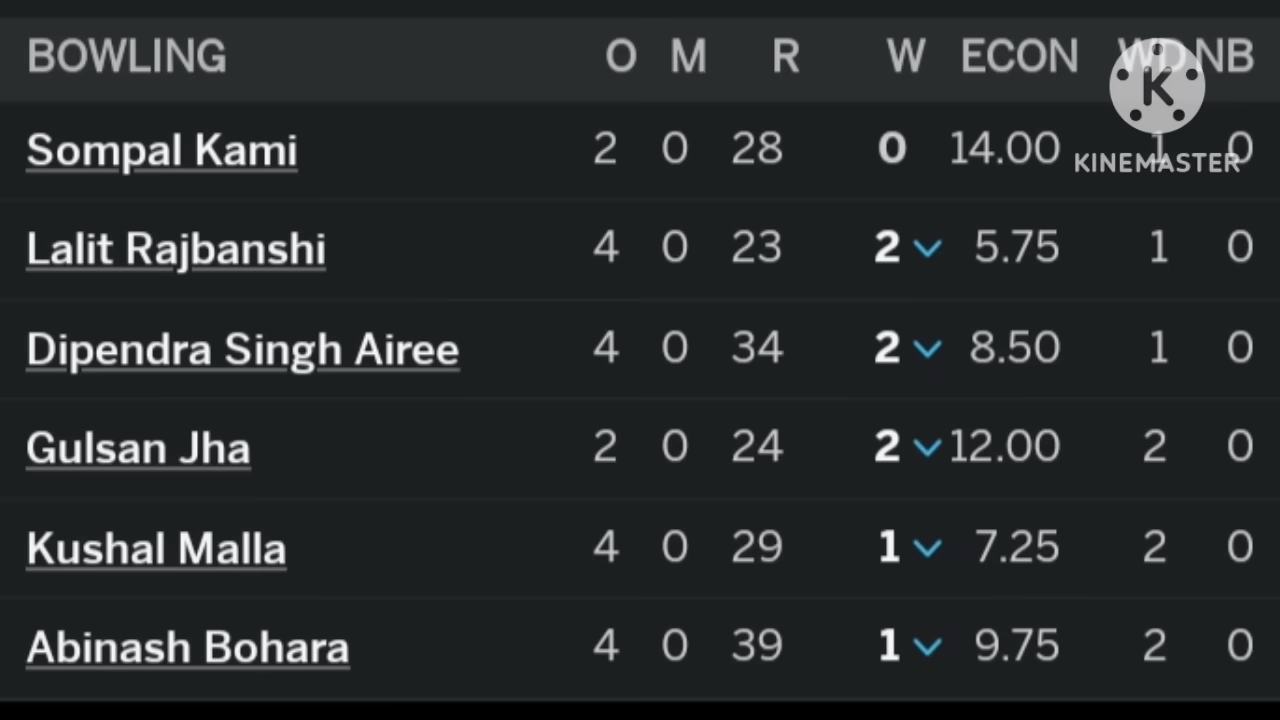 BOWLING O M R W ECON WD NB
Sompal Kami 2 0 28 0 14.00 1 0
Lalit Rajbanshi 4 0 23 2 5.75 1 0
Dipendra Singh Airee 4 0 34 2 8.50 1 0
Gulsan Jha 2 0 24 2 12.00 2 0
Kushal Malla 4 0 29 1 7.25 2 0
Abinash Bohara 4 0 39 1 9.75 2 0
K
KINEMASTER